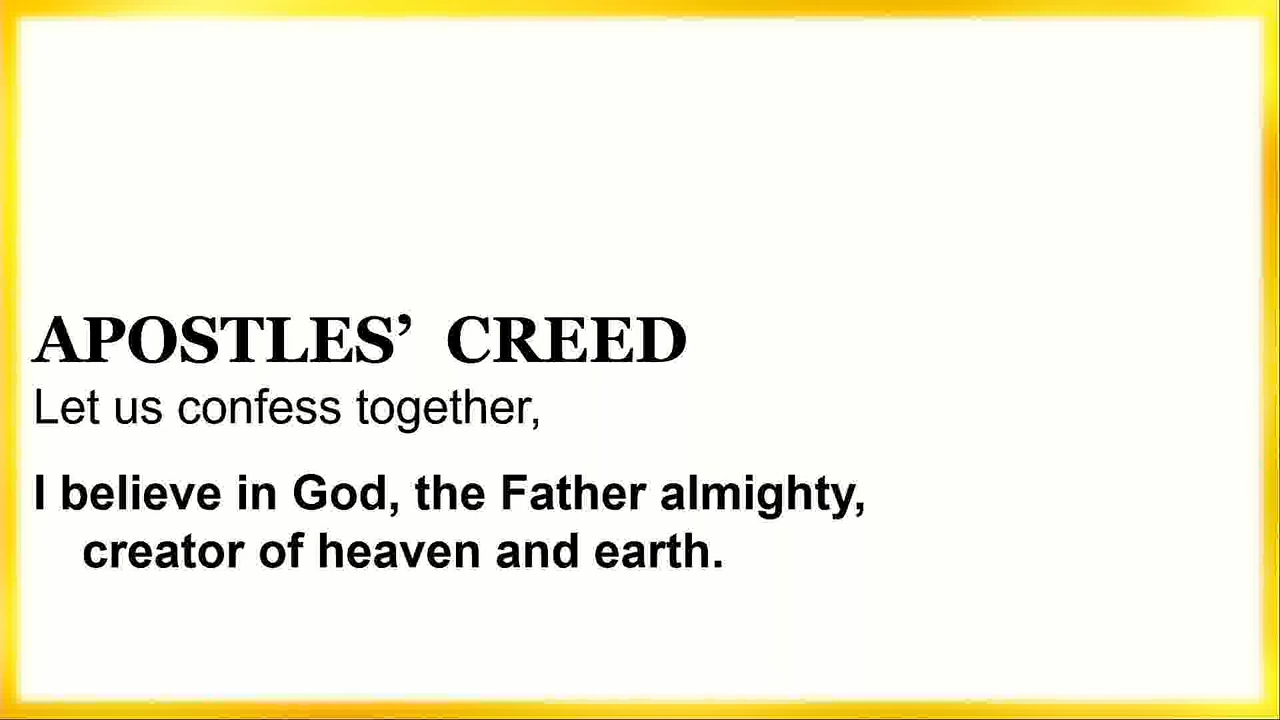 APOSTLES’ CREED
Let us confess together,
I believe in God, the Father almighty,
creator of heaven and earth.